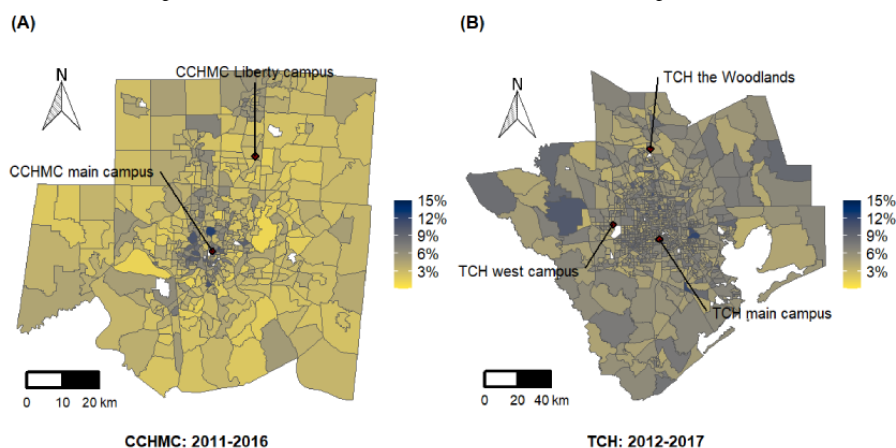 (A)
N
CCHMC Liberty campus
CCHMC main campus
15%
12%
9%
6%
3%
0 10 20 km
CCHMC: 2011-2016
(B)
N
TCH the Woodlands
TCH west campus
TCH main campus
15%
12%
9%
6%
3%
0 20 40 km
TCH: 2012-2017